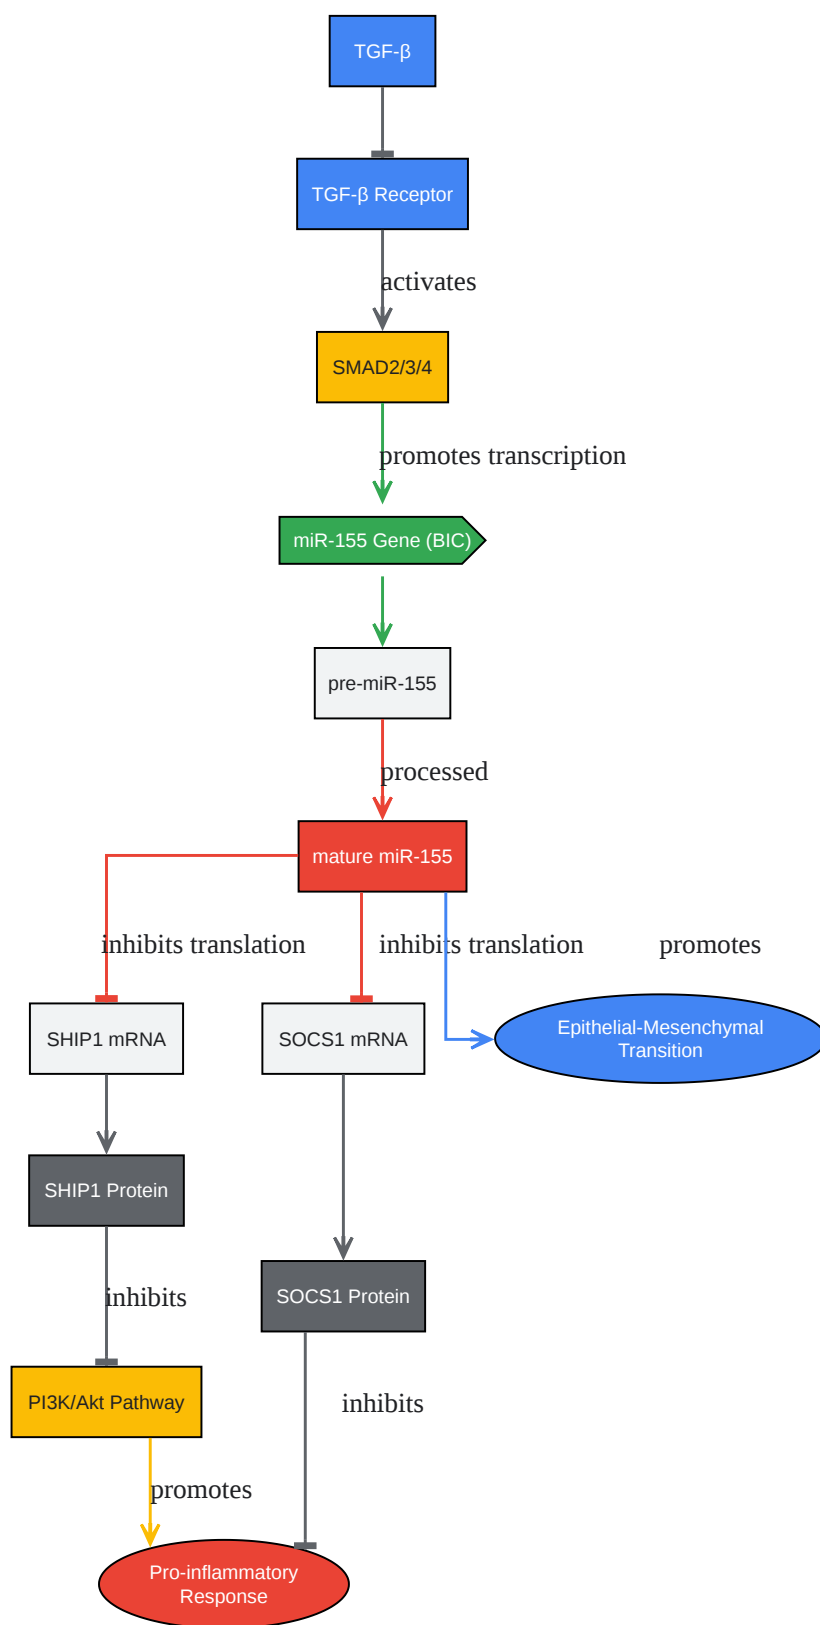 TGF-β
TGF-β Receptor
activates
SMAD2/3/4
promotes transcription
miR-155 Gene (BIC)
pre-miR-155
processed
mature miR-155
inhibits translation
inhibits translation
promotes
SHIP1 mRNA
SOCS1 mRNA
Epithelial-Mesenchymal
Transition
SHIP1 Protein
inhibits
SOCS1 Protein
PI3K/Akt Pathway
inhibits
promotes
Pro-inflammatory
Response